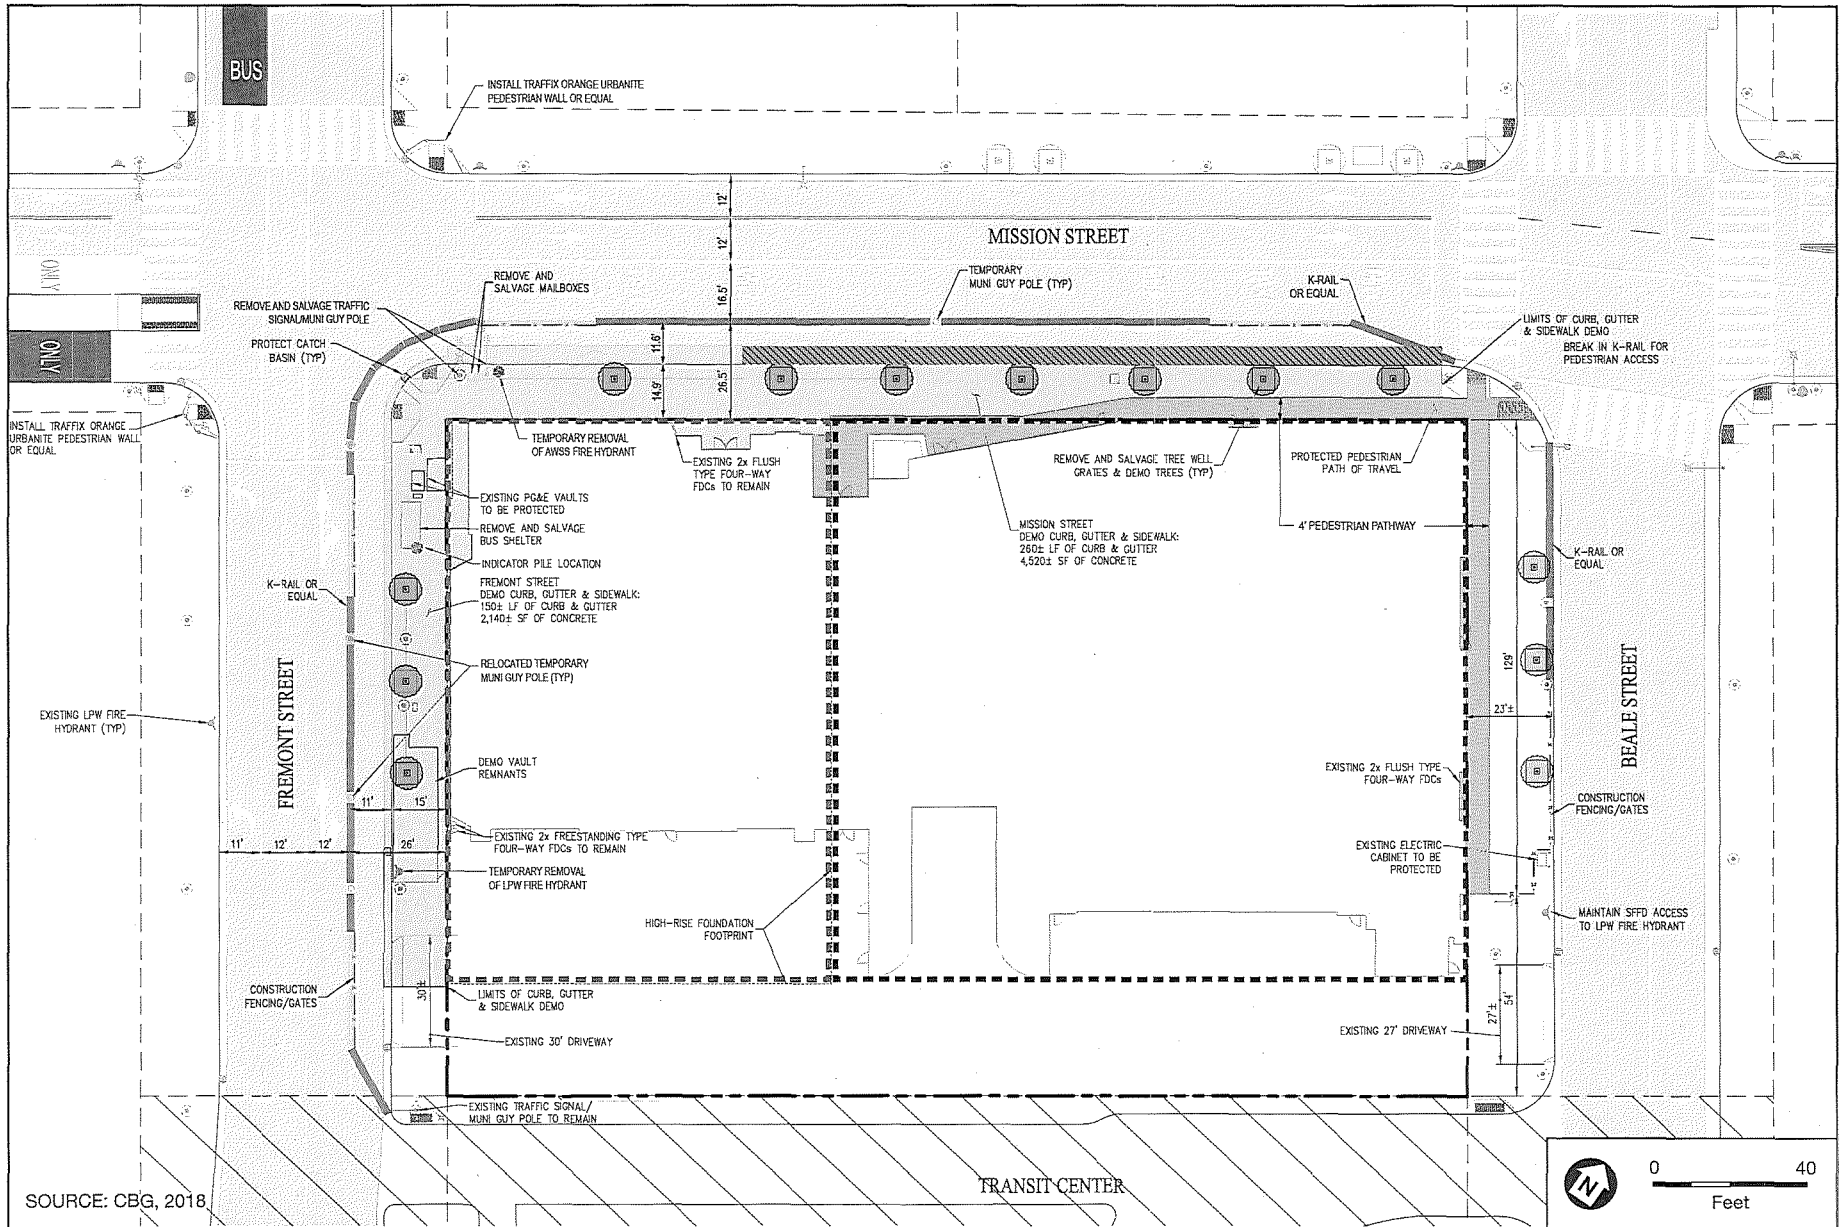 BUS
INSTALL TRAFFIX ORANGE URBANITE
PEDESTRIAN WALL OR EQUAL
12'
MISSION STREET
12'
ONLY
REMOVE AND
SALVAGE MAILBOXES
TEMPORARY
MUNI GUY POLE (TYP)
K-RAIL
OR EQUAL
16.5'
REMOVE AND SALVAGE TRAFFIC
SIGNAL/MUNI GUY POLE
LIMITS OF CURB, GUTTER
& SIDEWALK DEMO
BREAK IN K-RAIL FOR
PEDESTRIAN ACCESS
ONLY
PROTECT CATCH
BASIN (TYP)
11.6'
14.9'
26.5'
INSTALL TRAFFIX ORANGE
URBANITE PEDESTRIAN WALL
OR EQUAL
TEMPORARY REMOVAL
OF AWSS FIRE HYDRANT
EXISTING 2x FLUSH
TYPE FOUR-WAY
FDCs TO REMAIN
REMOVE AND SALVAGE TREE WELL
GRATES & DEMO TREES (TYP)
PROTECTED PEDESTRIAN
PATH OF TRAVEL
EXISTING PG&E VAULTS
TO BE PROTECTED
REMOVE AND SALVAGE
BUS SHELTER
INDICATOR PILE LOCATION
MISSION STREET
DEMO CURB, GUTTER & SIDEWALK:
260± LF OF CURB & GUTTER
4,520± SF OF CONCRETE
4' PEDESTRIAN PATHWAY
K-RAIL OR
EQUAL
K-RAIL OR
EQUAL
FREMONT STREET
DEMO CURB, GUTTER & SIDEWALK:
150± LF OF CURB & GUTTER
2,140± SF OF CONCRETE
RELOCATED TEMPORARY
MUNI GUY POLE (TYP)
129'
FREMONT STREET
BEALE STREET
EXISTING LPW FIRE
HYDRANT (TYP)
23'±
DEMO VAULT
REMNANTS
EXISTING 2x FLUSH TYPE
FOUR-WAY FDCs
CONSTRUCTION
FENCING/GATES
11'
15'
11'
12'
12'
26'
EXISTING 2x FREESTANDING TYPE
FOUR-WAY FDCs TO REMAIN
EXISTING ELECTRIC
CABINET TO BE
PROTECTED
TEMPORARY REMOVAL
OF LPW FIRE HYDRANT
HIGH-RISE FOUNDATION
FOOTPRINT
MAINTAIN SFFD ACCESS
TO LPW FIRE HYDRANT
CONSTRUCTION
FENCING/GATES
30'±
LIMITS OF CURB, GUTTER
& SIDEWALK DEMO
27'±
54'
EXISTING 30' DRIVEWAY
EXISTING 27' DRIVEWAY
EXISTING TRAFFIC SIGNAL/
MUNI GUY POLE TO REMAIN
TRANSIT CENTER
SOURCE: CBG, 2018
N
0 40
Feet